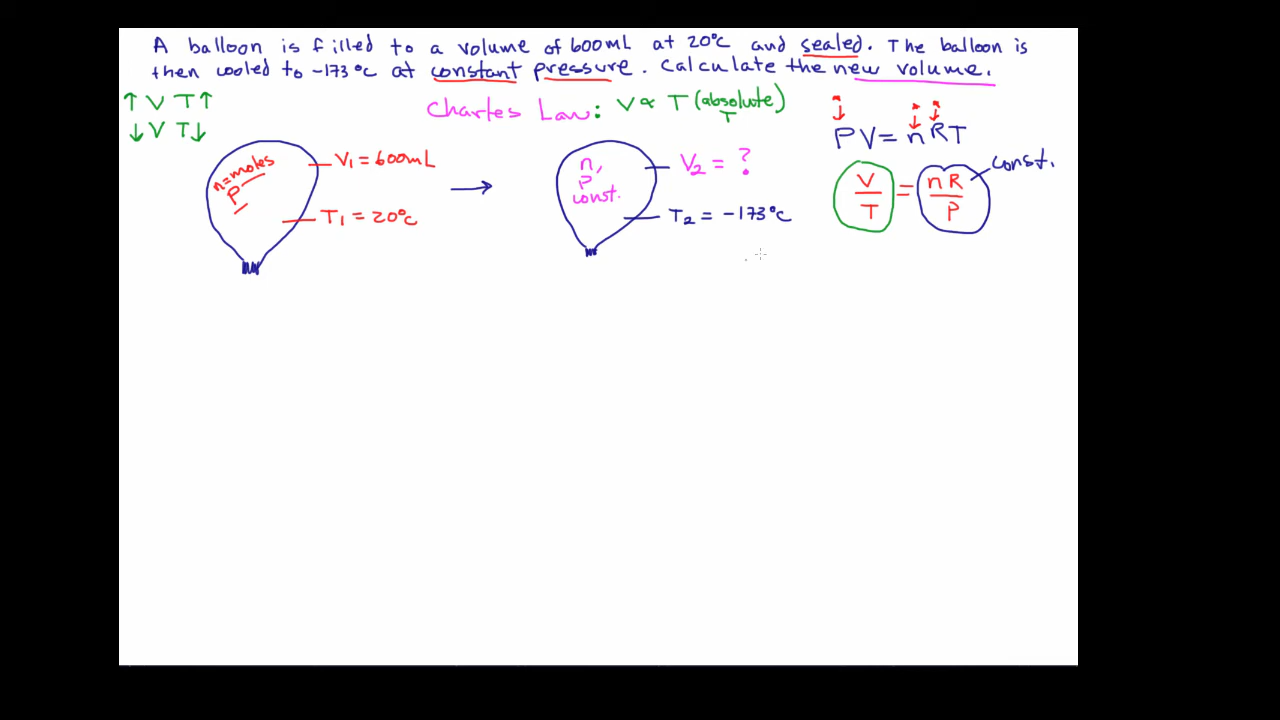 A balloon is filled to a volume of 600mL at 20°C and sealed. The balloon is
then cooled to -173°C at constant pressure. Calculate the new volume.
↑ V T ↑
↓ V T ↓
Charles Law: V ∝ T (absolute)
T
PV = nRT
n=moles
P
V1 = 600mL
T1 = 20°C
→
n,
P
const.
V2 = ?
T2 = -173°C
V/T = nR/P
const.